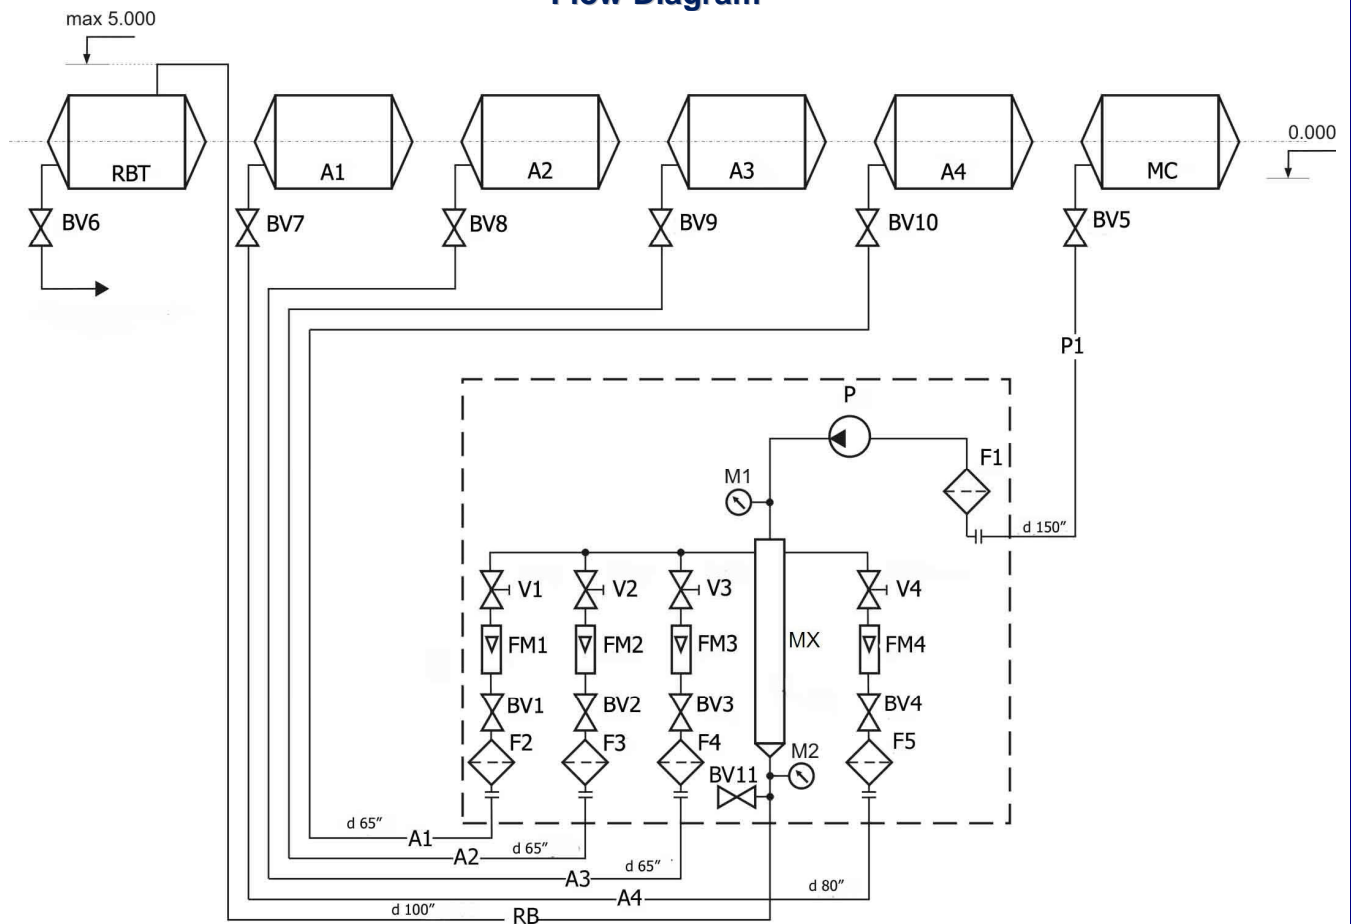 Flow Diagram
max 5.000
0.000
RBT
A1
A2
A3
A4
MC
BV6
BV7
BV8
BV9
BV10
BV5
P1
P
F1
M1
d 150″
V1
V2
V3
V4
FM1
FM2
FM3
MX
FM4
BV1
BV2
BV3
BV4
F2
F3
F4
M2
F5
BV11
d 65″
A1
A2
d 65″
A3
d 65″
A4
d 80″
d 100″
RB